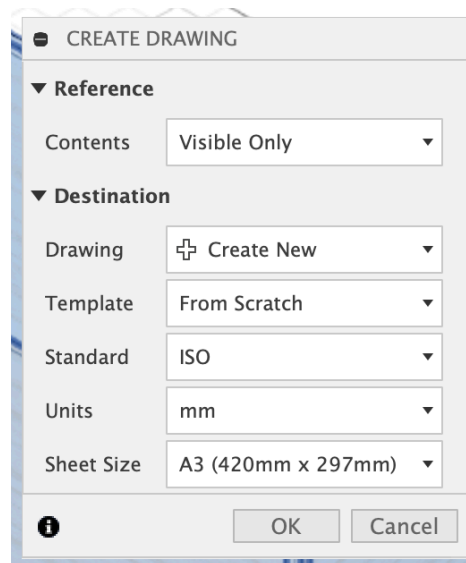 CREATE DRAWING
Reference
Contents Visible Only
Destination
Drawing Create New
Template From Scratch
Standard ISO
Units mm
Sheet Size A3 (420mm x 297mm)
OK Cancel